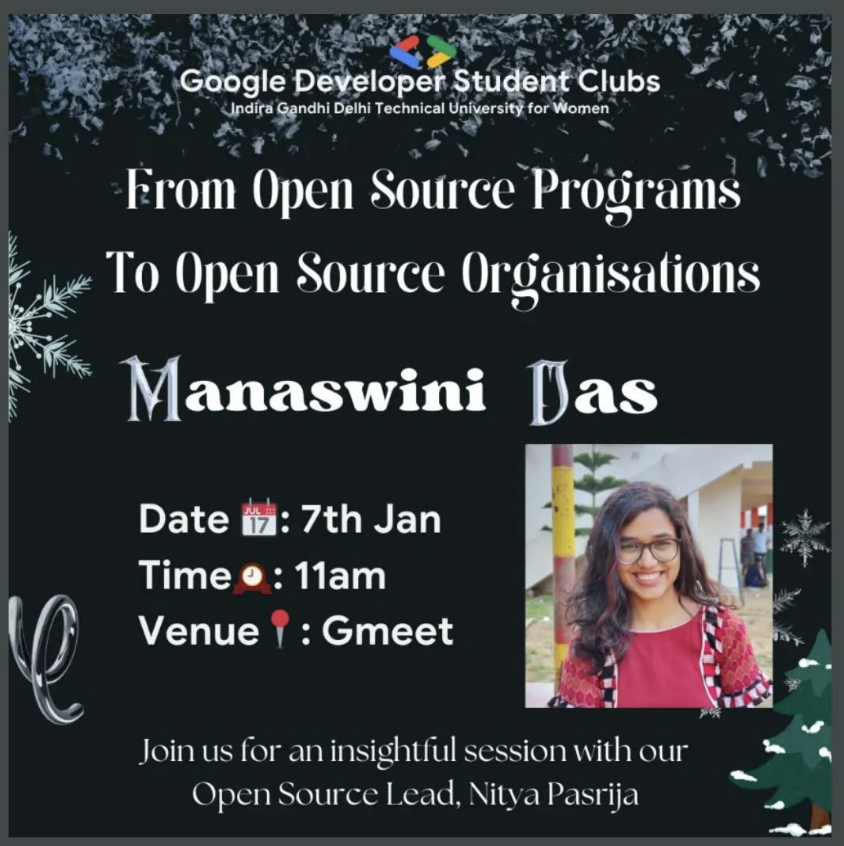 Google Developer Student Clubs
Indira Gandhi Delhi Technical University for Women
From Open Source Programs
To Open Source Organisations
Manaswini Das
Date 📅: 7th Jan
JUL
17
Time🕰: 11am
Venue📍: Gmeet
Join us for an insightful session with our
Open Source Lead, Nitya Pasrija